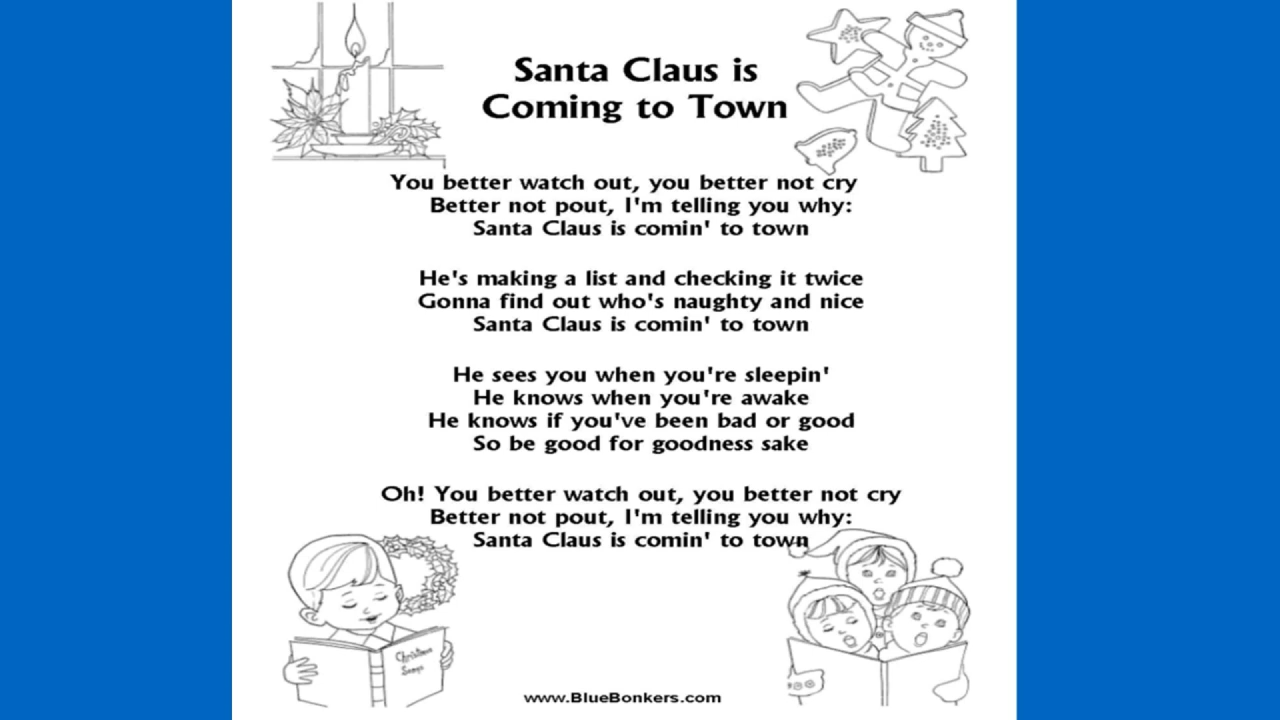 Santa Claus is
Coming to Town
You better watch out, you better not cry
Better not pout, I'm telling you why:
Santa Claus is comin' to town
He's making a list and checking it twice
Gonna find out who's naughty and nice
Santa Claus is comin' to town
He sees you when you're sleepin'
He knows when you're awake
He knows if you've been bad or good
So be good for goodness sake
Oh! You better watch out, you better not cry
Better not pout, I'm telling you why:
Santa Claus is comin' to town
Christmas
Songs
www.BlueBonkers.com